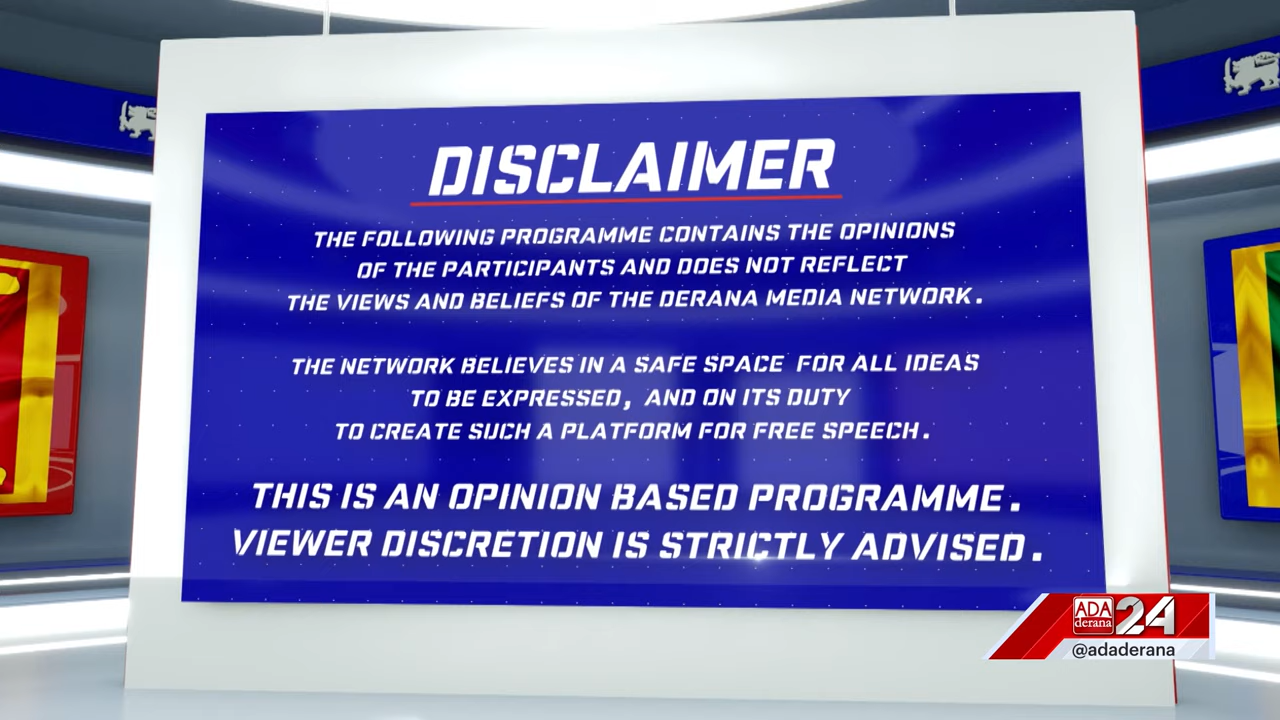 DISCLAIMER
THE FOLLOWING PROGRAMME CONTAINS THE OPINIONS
OF THE PARTICIPANTS AND DOES NOT REFLECT
THE VIEWS AND BELIEFS OF THE DERANA MEDIA NETWORK.
THE NETWORK BELIEVES IN A SAFE SPACE FOR ALL IDEAS
TO BE EXPRESSED, AND ON ITS DUTY
TO CREATE SUCH A PLATFORM FOR FREE SPEECH.
THIS IS AN OPINION BASED PROGRAMME.
VIEWER DISCRETION IS STRICTLY ADVISED.
ADA
derana
24
@adaderana